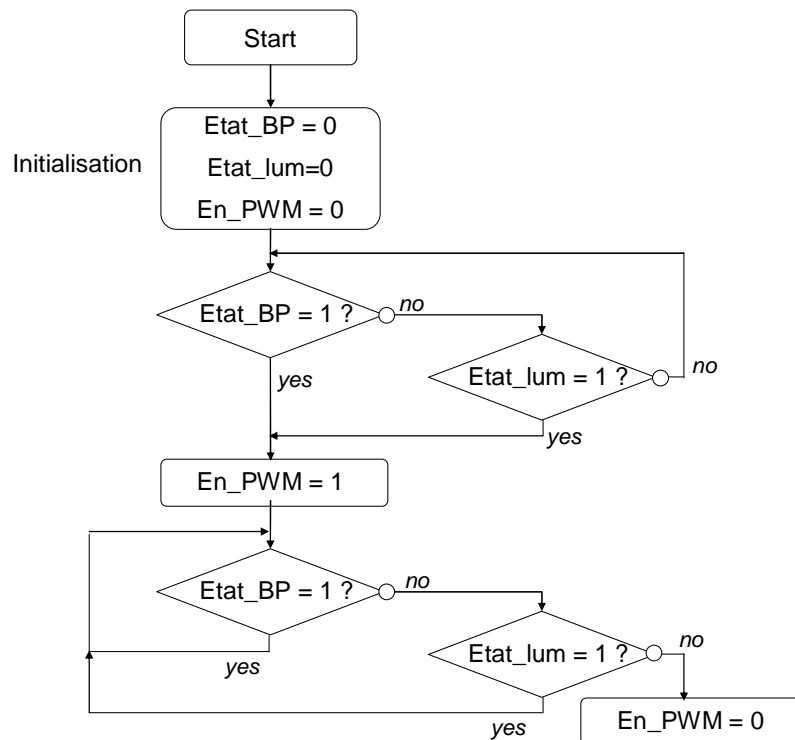 Start
Initialisation
Etat_BP = 0
Etat_lum=0
En_PWM = 0
Etat_BP = 1 ?
no
Etat_lum = 1 ?
no
yes
yes
En_PWM = 1
Etat_BP = 1 ?
no
Etat_lum = 1 ?
no
yes
yes
En_PWM = 0